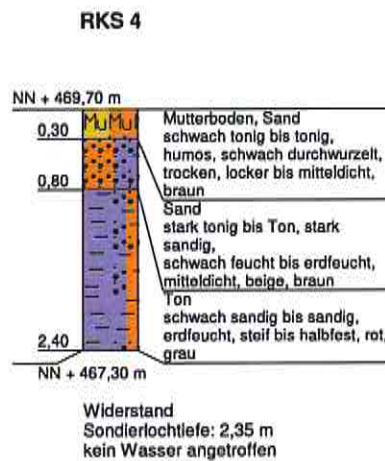 RKS 4
NN + 469,70 m
Mu Mu
0,30
Mutterboden, Sand
schwach tonig bis tonig,
humos, schwach durchwurzelt,
trocken, locker bis mitteldicht,
braun
0,80
Sand
stark tonig bis Ton, stark
sandig,
schwach feucht bis erdfeucht,
mitteldicht, beige, braun
Ton
schwach sandig bis sandig,
erdfeucht, steif bis halbfest, rot,
grau
2,40
NN + 467,30 m
Widerstand
Sondierlochtiefe: 2,35 m
kein Wasser angetroffen